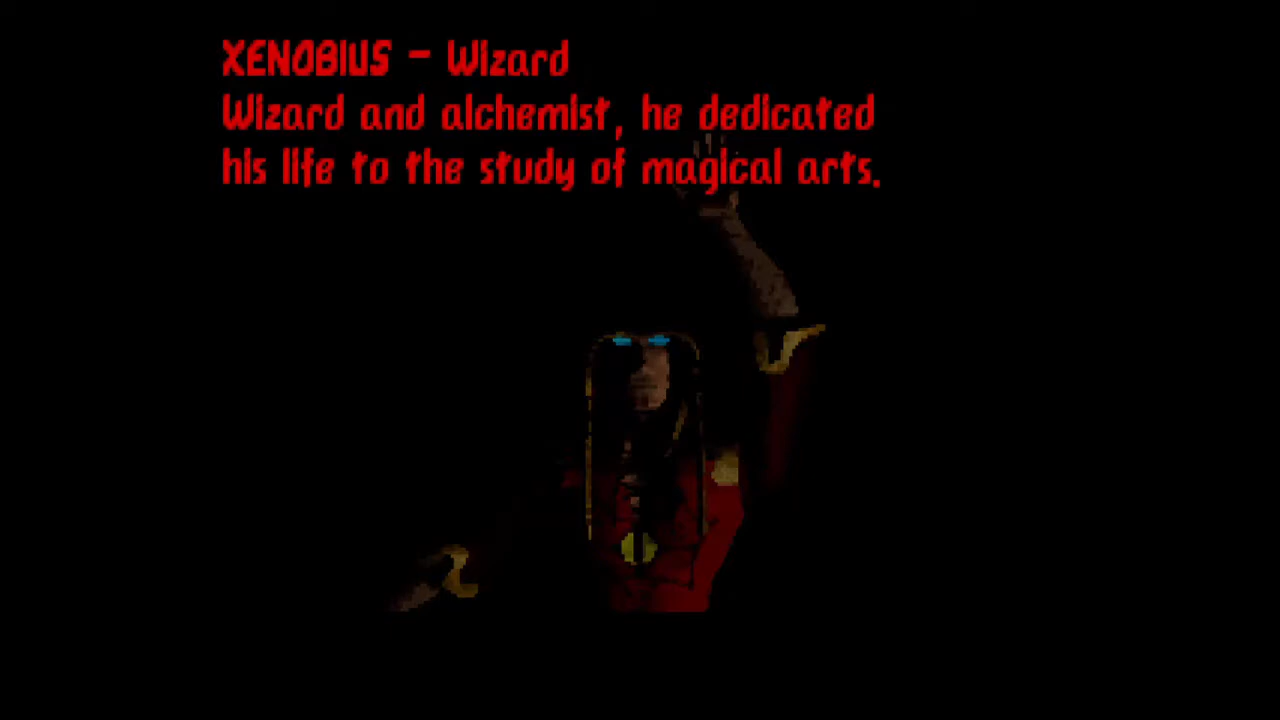 XENOBIUS - Wizard
Wizard and alchemist, he dedicated
his life to the study of magical arts.